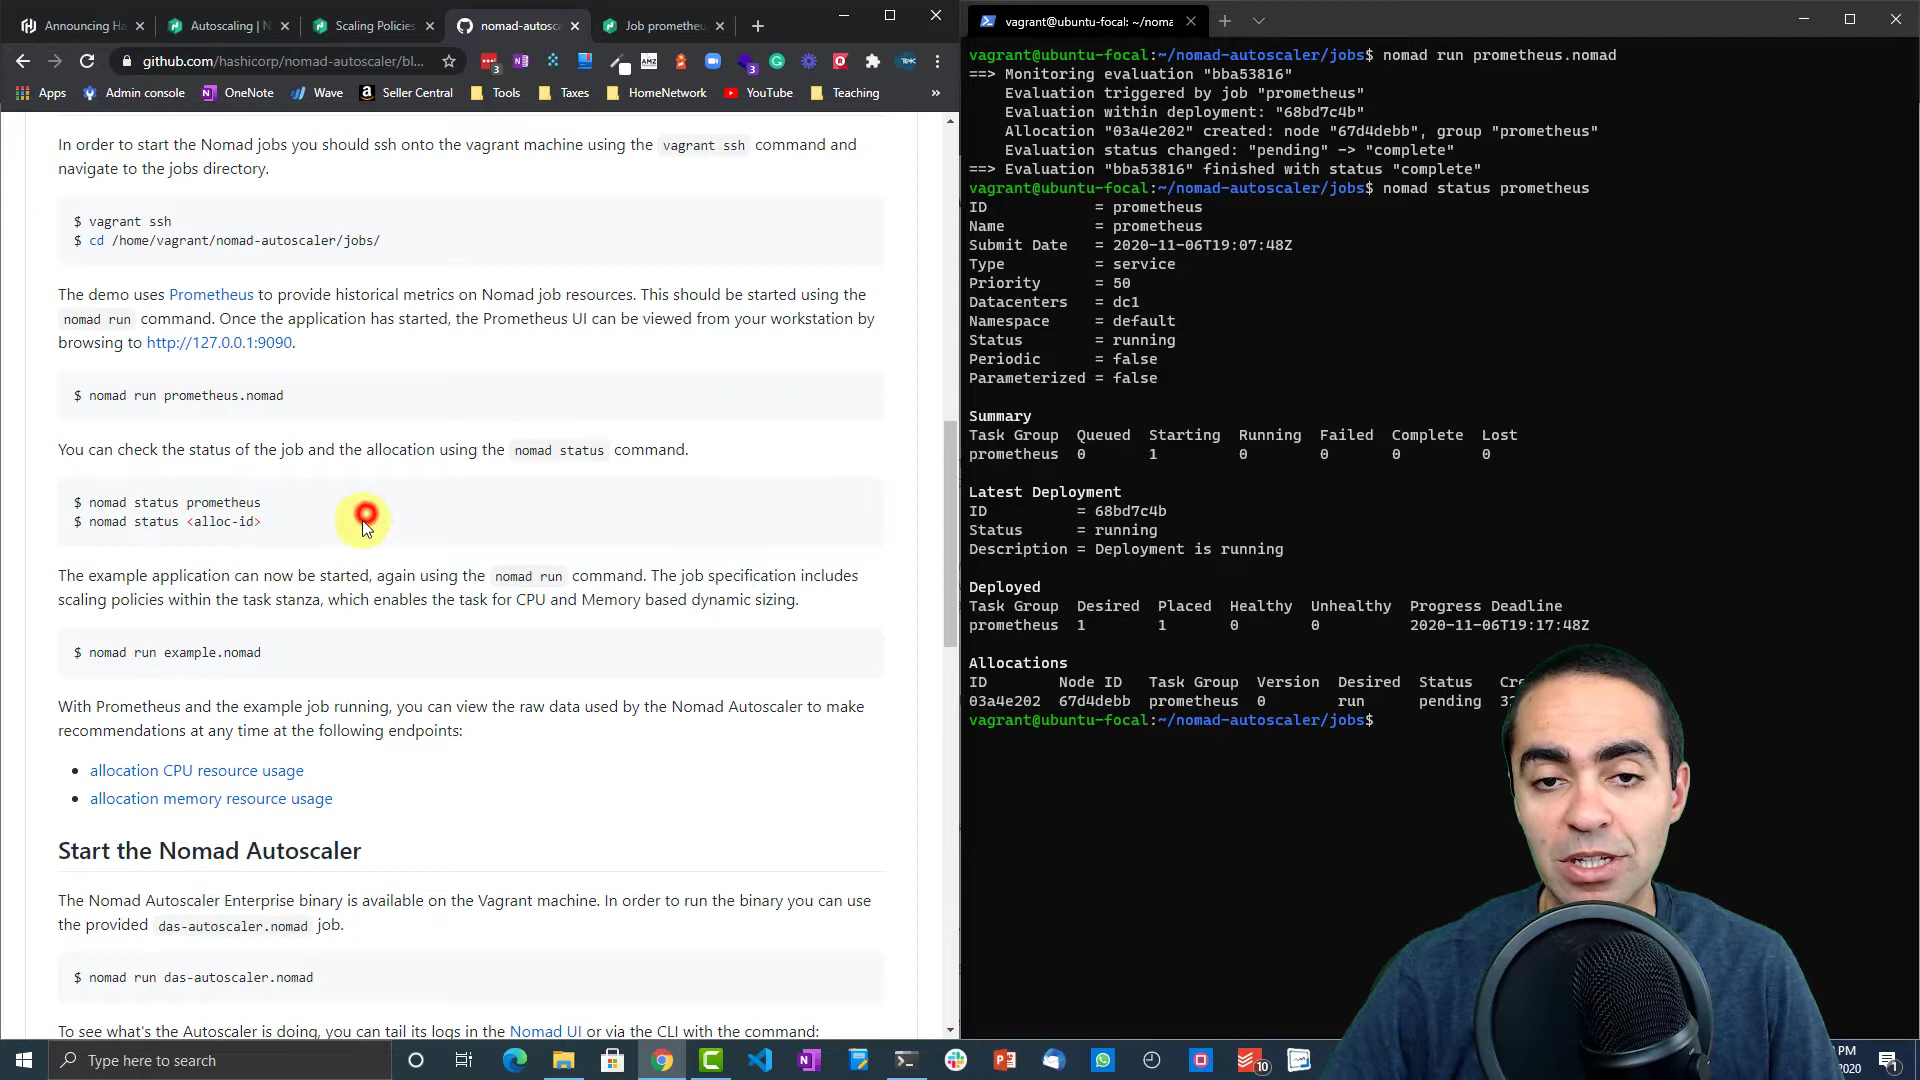 Announcing Ha
Autoscaling | N
Scaling Policies
nomad-autosca
Job prometheu
github.com/hashicorp/nomad-autoscaler/bl...
Apps
Admin console
OneNote
Wave
Seller Central
Tools
Taxes
HomeNetwork
YouTube
Teaching
»
In order to start the Nomad jobs you should ssh onto the vagrant machine using the vagrant ssh command and
navigate to the jobs directory.
$ vagrant ssh
$ cd /home/vagrant/nomad-autoscaler/jobs/
The demo uses Prometheus to provide historical metrics on Nomad job resources. This should be started using the
nomad run command. Once the application has started, the Prometheus UI can be viewed from your workstation by
browsing to http://127.0.0.1:9090.
$ nomad run prometheus.nomad
You can check the status of the job and the allocation using the nomad status command.
$ nomad status prometheus
$ nomad status <alloc-id>
The example application can now be started, again using the nomad run command. The job specification includes
scaling policies within the task stanza, which enables the task for CPU and Memory based dynamic sizing.
$ nomad run example.nomad
With Prometheus and the example job running, you can view the raw data used by the Nomad Autoscaler to make
recommendations at any time at the following endpoints:
• allocation CPU resource usage
• allocation memory resource usage
Start the Nomad Autoscaler
The Nomad Autoscaler Enterprise binary is available on the Vagrant machine. In order to run the binary you can use
the provided das-autoscaler.nomad job.
$ nomad run das-autoscaler.nomad
To see what's the Autoscaler is doing, you can tail its logs in the Nomad UI or via the CLI with the command:
vagrant@ubuntu-focal: ~/noma
vagrant@ubuntu-focal:~/nomad-autoscaler/jobs$ nomad run prometheus.nomad
==> Monitoring evaluation "bba53816"
Evaluation triggered by job "prometheus"
Evaluation within deployment: "68bd7c4b"
Allocation "03a4e202" created: node "67d4debb", group "prometheus"
Evaluation status changed: "pending" -> "complete"
==> Evaluation "bba53816" finished with status "complete"
vagrant@ubuntu-focal:~/nomad-autoscaler/jobs$ nomad status prometheus
ID = prometheus
Name = prometheus
Submit Date = 2020-11-06T19:07:48Z
Type = service
Priority = 50
Datacenters = dc1
Namespace = default
Status = running
Periodic = false
Parameterized = false
Summary
Task Group Queued Starting Running Failed Complete Lost
prometheus 0 1 0 0 0 0
Latest Deployment
ID = 68bd7c4b
Status = running
Description = Deployment is running
Deployed
Task Group Desired Placed Healthy Unhealthy Progress Deadline
prometheus 1 1 0 0 2020-11-06T19:17:48Z
Allocations
ID Node ID Task Group Version Desired Status Cre
03a4e202 67d4debb prometheus 0 run pending
vagrant@ubuntu-focal:~/nomad-autoscaler/jobs$
Type here to search
10
PM
2020
1